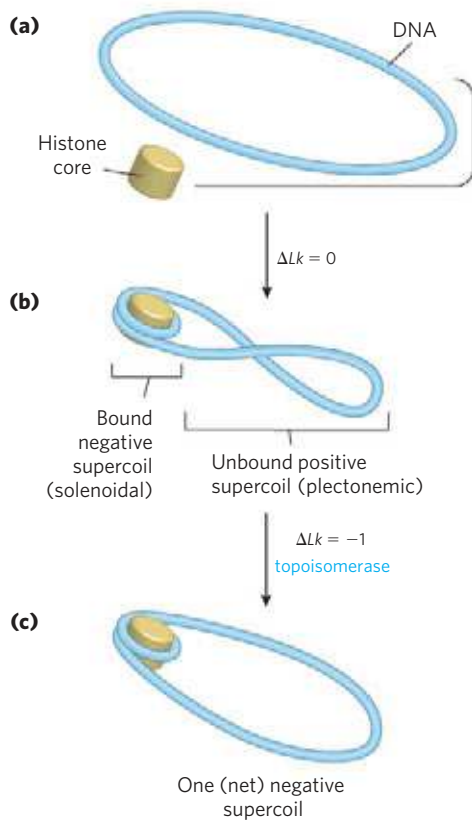 (a)
DNA
Histone
core
ΔLk = 0
(b)
Bound
negative
supercoil
(solenoidal)
Unbound positive
supercoil (plectonemic)
ΔLk = −1
topoisomerase
(c)
One (net) negative
supercoil